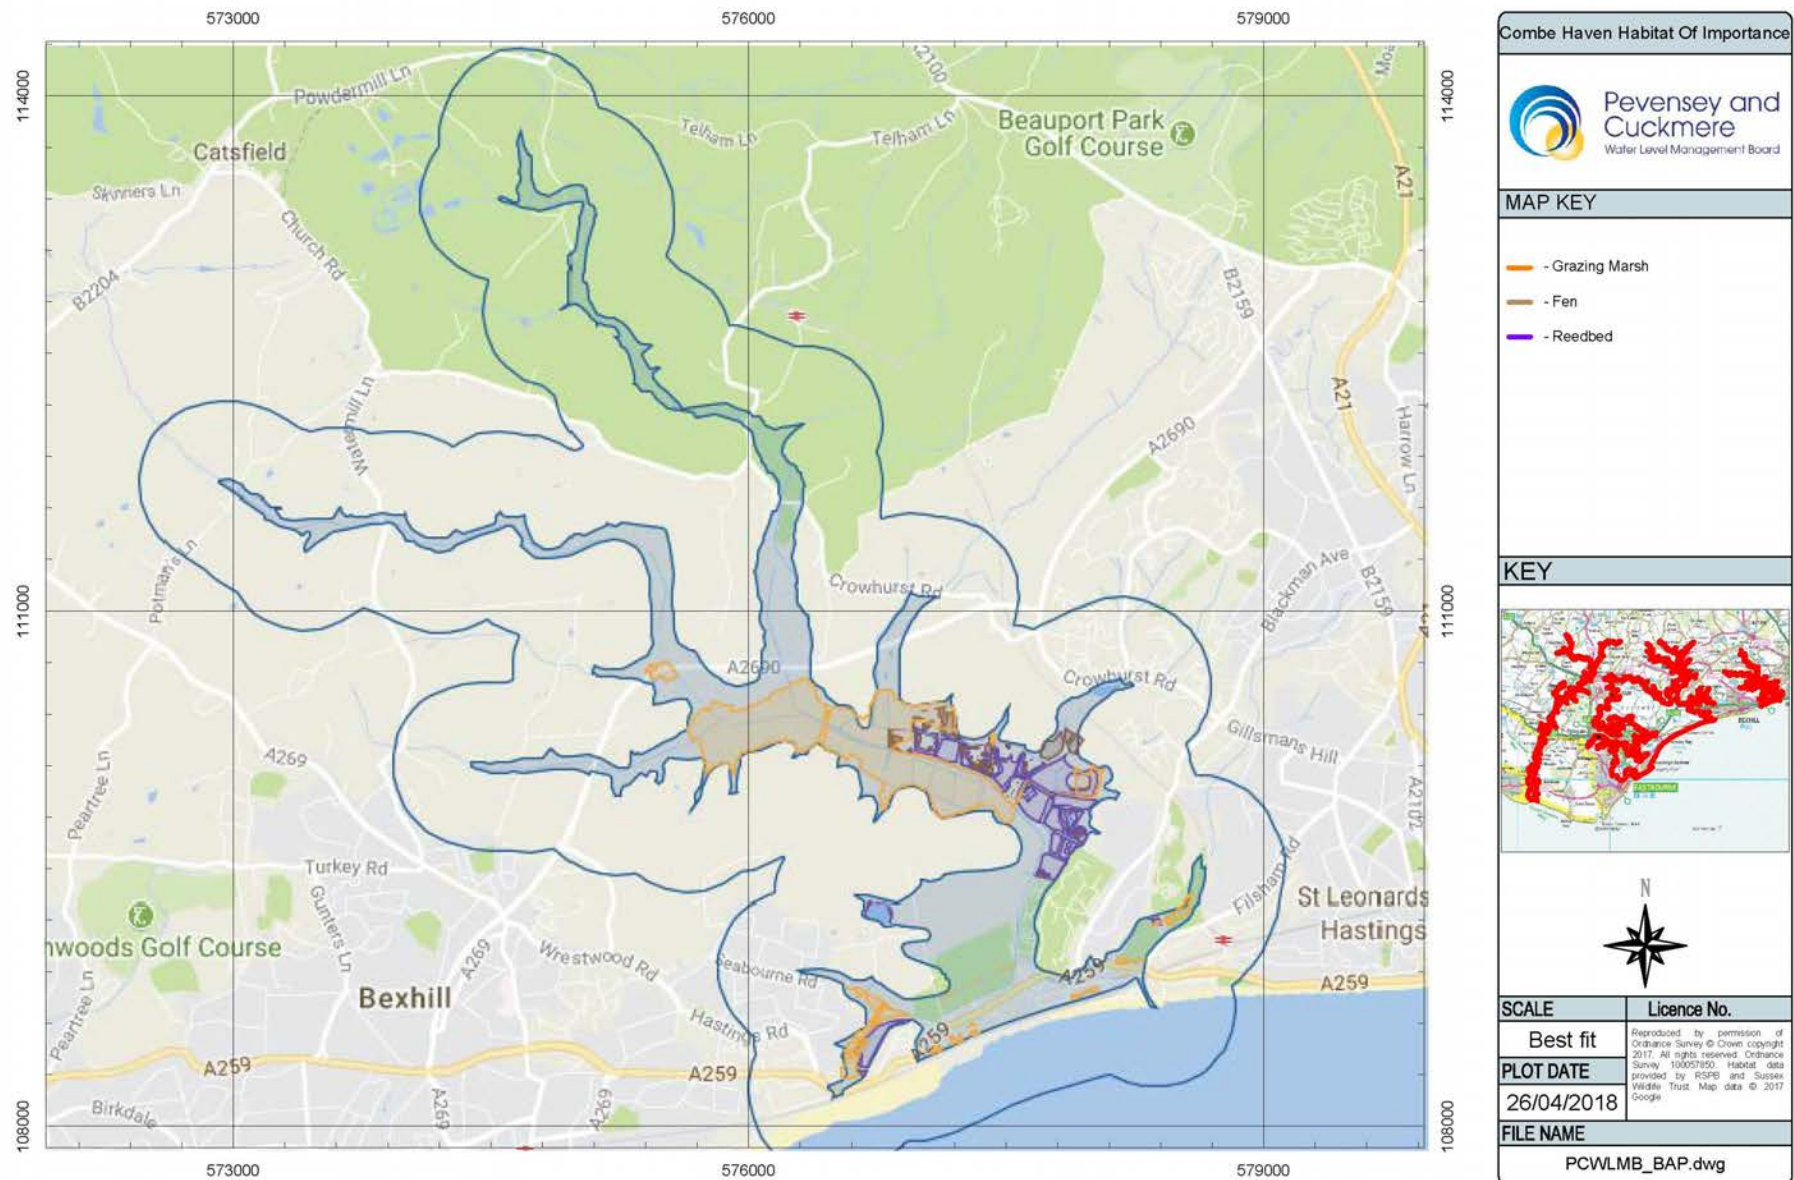 573000
576000
579000
114000
111000
108000
Powdermill Ln
A2100
Catsfield
Telham Ln
Telham Ln
Beauport Park
Golf Course
A21
Skinners Ln
Church Rd
B2204
B2159
A21
Harrow Ln
Watermill Ln
A2690
Potman's Ln
Crowhurst Rd
Blackman Ave
B2159
A2690
Crowhurst Rd
Gillsmans Hill
A269
Peartree Ln
A2102
Turkey Rd
Gunters Ln
Filsham Rd
St Leonards
Hastings
nwoods Golf Course
A269
Wrestwood Rd
Seabourne Rd
A259
A259
Peartree Ln
Bexhill
Hastings Rd
A259
A259
A259
Birkdale
A269
A269
114000
111000
108000
573000
576000
579000
Combe Haven Habitat Of Importance
Pevensey and
Cuckmere
Water Level Management Board
MAP KEY
- Grazing Marsh
- Fen
- Reedbed
KEY
BEXHILL
EASTBOURNE
N
SCALE
Licence No.
Best fit
PLOT DATE
26/04/2018
Reproduced by permission of
Ordnance Survey © Crown copyright
2017. All rights reserved. Ordnance
Survey 100057850. Habitat data
provided by RSPB and Sussex
Wildlife Trust. Map data © 2017
Google
FILE NAME
PCWLMB_BAP.dwg